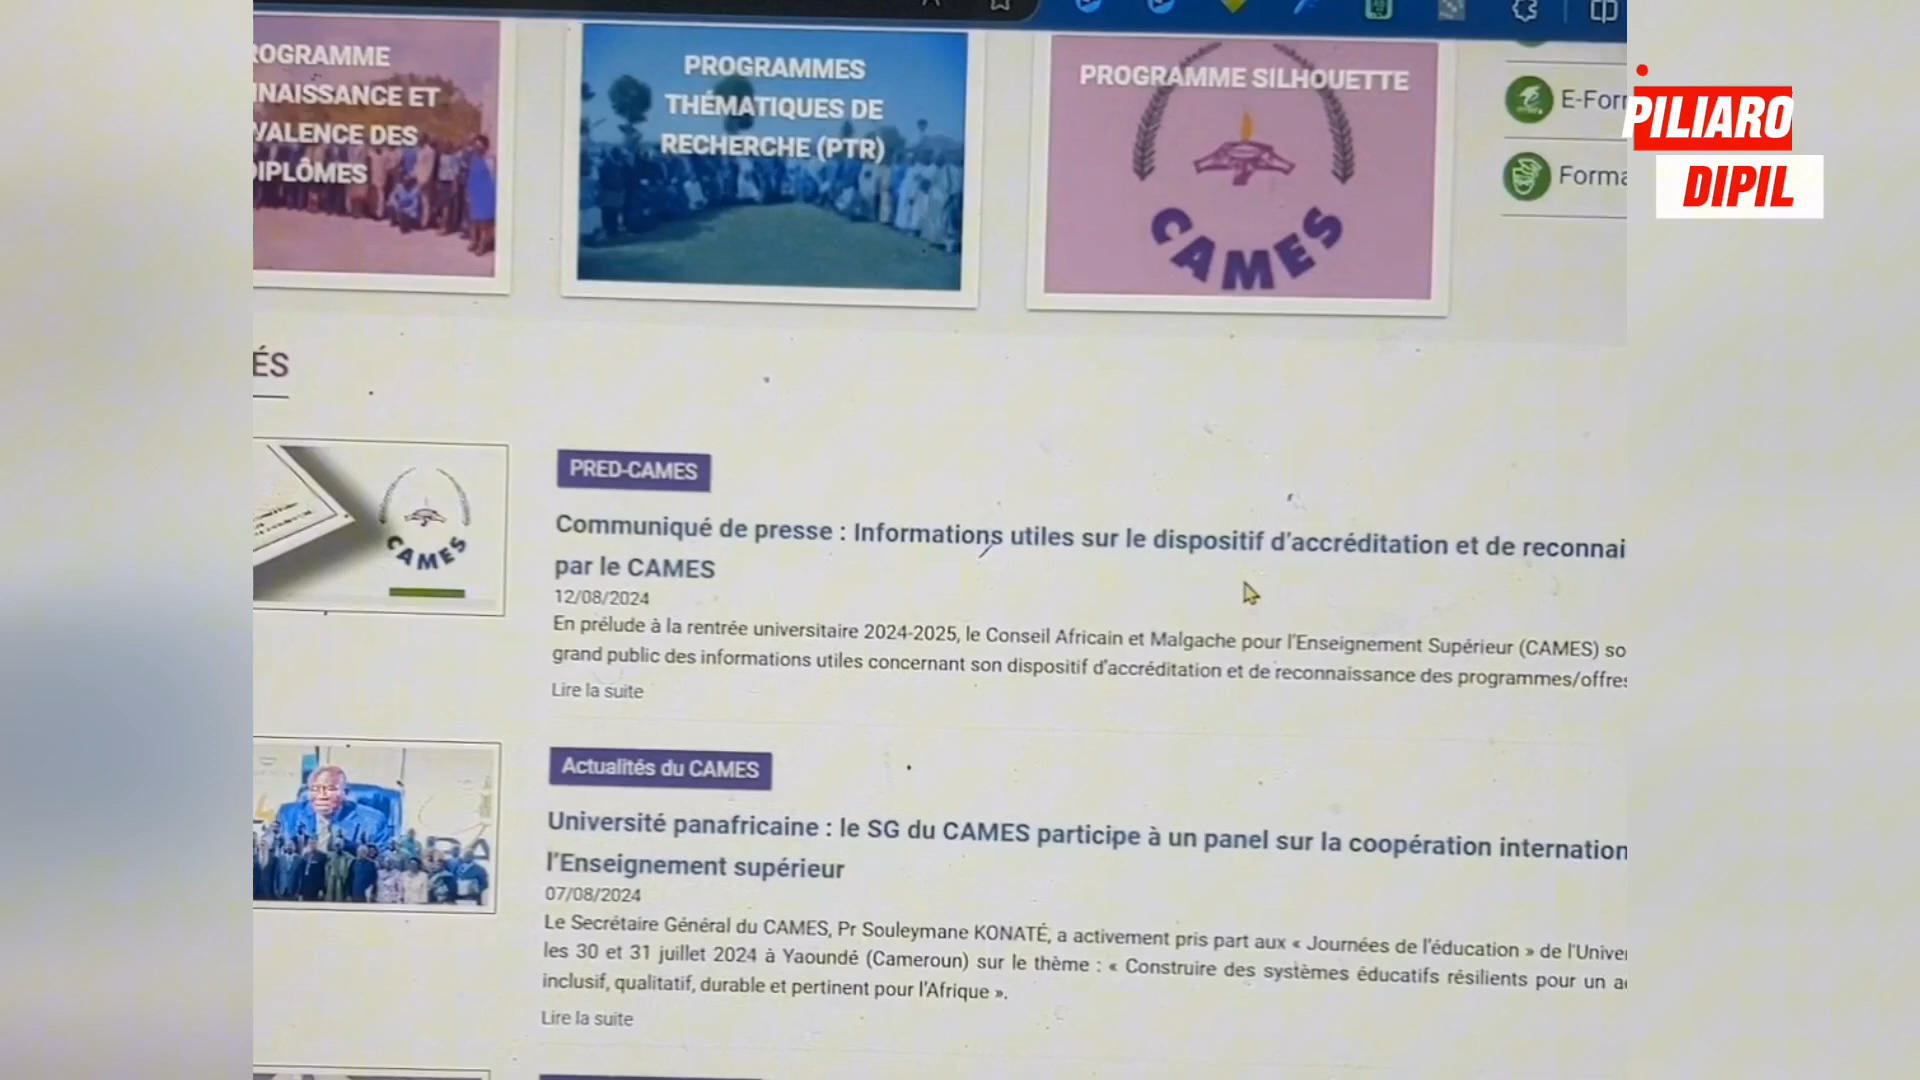 ROGRAMME
NAISSANCE ET
VALENCE DES
DIPLÔMES
PROGRAMMES
THÉMATIQUES DE
RECHERCHE (PTR)
PROGRAMME SILHOUETTE
CAMES
E-For
Forma
PILIARO
DIPIL
ÉS
CAMES
PRED-CAMES
Communiqué de presse : Informations utiles sur le dispositif d'accréditation et de reconnai
par le CAMES
12/08/2024
En prélude à la rentrée universitaire 2024-2025, le Conseil Africain et Malgache pour l'Enseignement Supérieur (CAMES) so
grand public des informations utiles concernant son dispositif d'accréditation et de reconnaissance des programmes/offres
Lire la suite
Actualités du CAMES
Université panafricaine : le SG du CAMES participe à un panel sur la coopération internation
l'Enseignement supérieur
07/08/2024
Le Secrétaire Général du CAMES, Pr Souleymane KONATÉ, a activement pris part aux « Journées de l'éducation » de l'Univer
les 30 et 31 juillet 2024 à Yaoundé (Cameroun) sur le thème : « Construire des systèmes éducatifs résilients pour un a
inclusif, qualitatif, durable et pertinent pour l'Afrique ».
Lire la suite